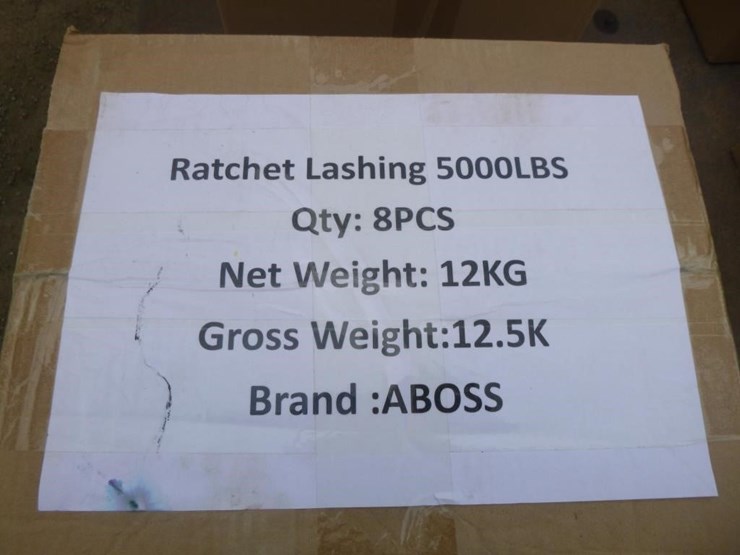 Ratchet Lashing 5000LBS
Qty: 8PCS
Net Weight: 12KG
Gross Weight:12.5K
Brand :ABOSS